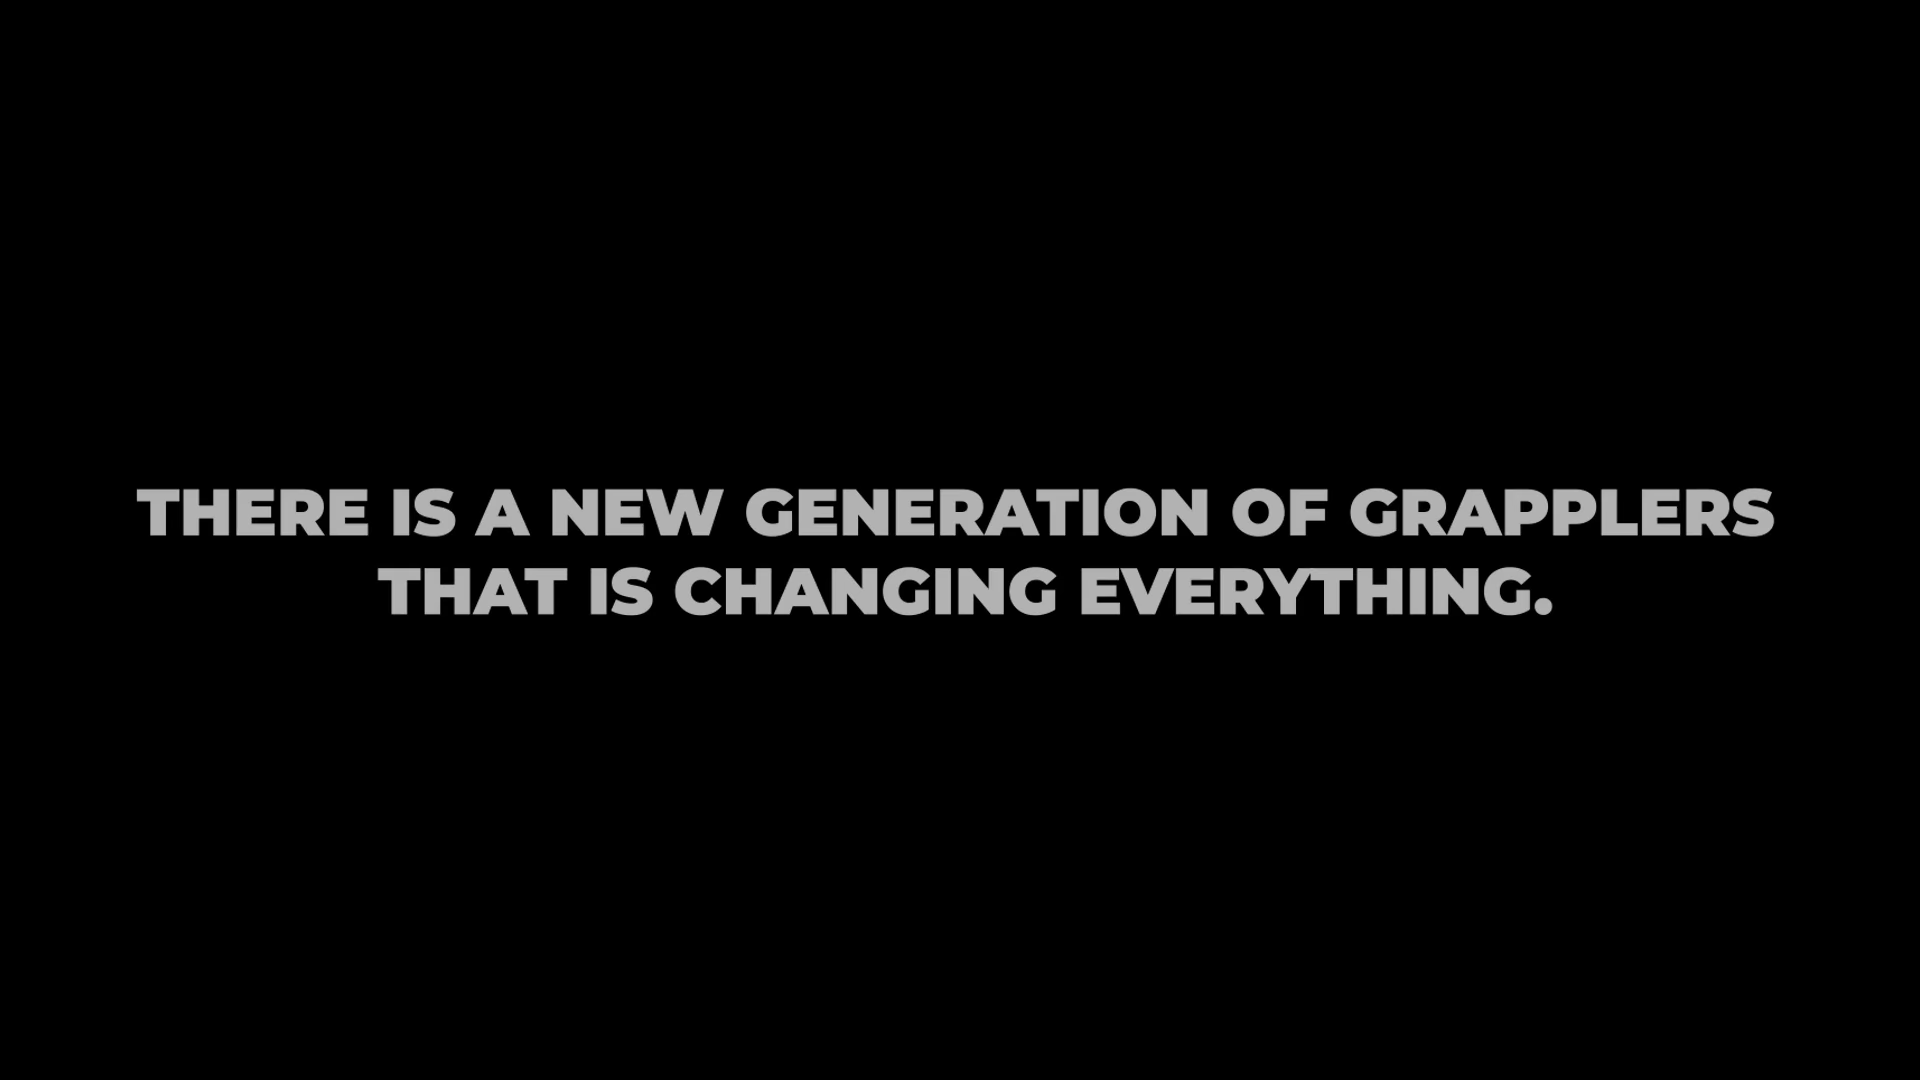 THERE IS A NEW GENERATION OF GRAPPLERS
THAT IS CHANGING EVERYTHING.